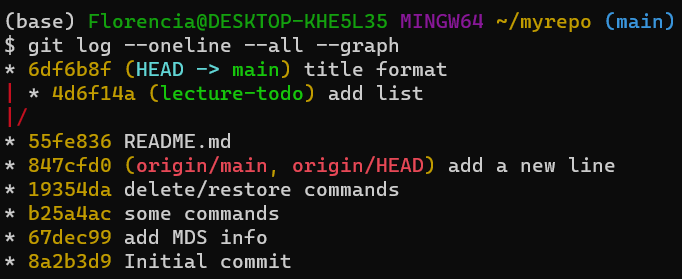 (base) Florencia@DESKTOP-KHE5L35 MINGW64 ~/myrepo (main)
$ git log --oneline --all --graph
* 6df6b8f (HEAD -> main) title format
| * 4d6f14a (lecture-todo) add list
|/
* 55fe836 README.md
* 847cfd0 (origin/main, origin/HEAD) add a new line
* 19354da delete/restore commands
* b25a4ac some commands
* 67dec99 add MDS info
* 8a2b3d9 Initial commit